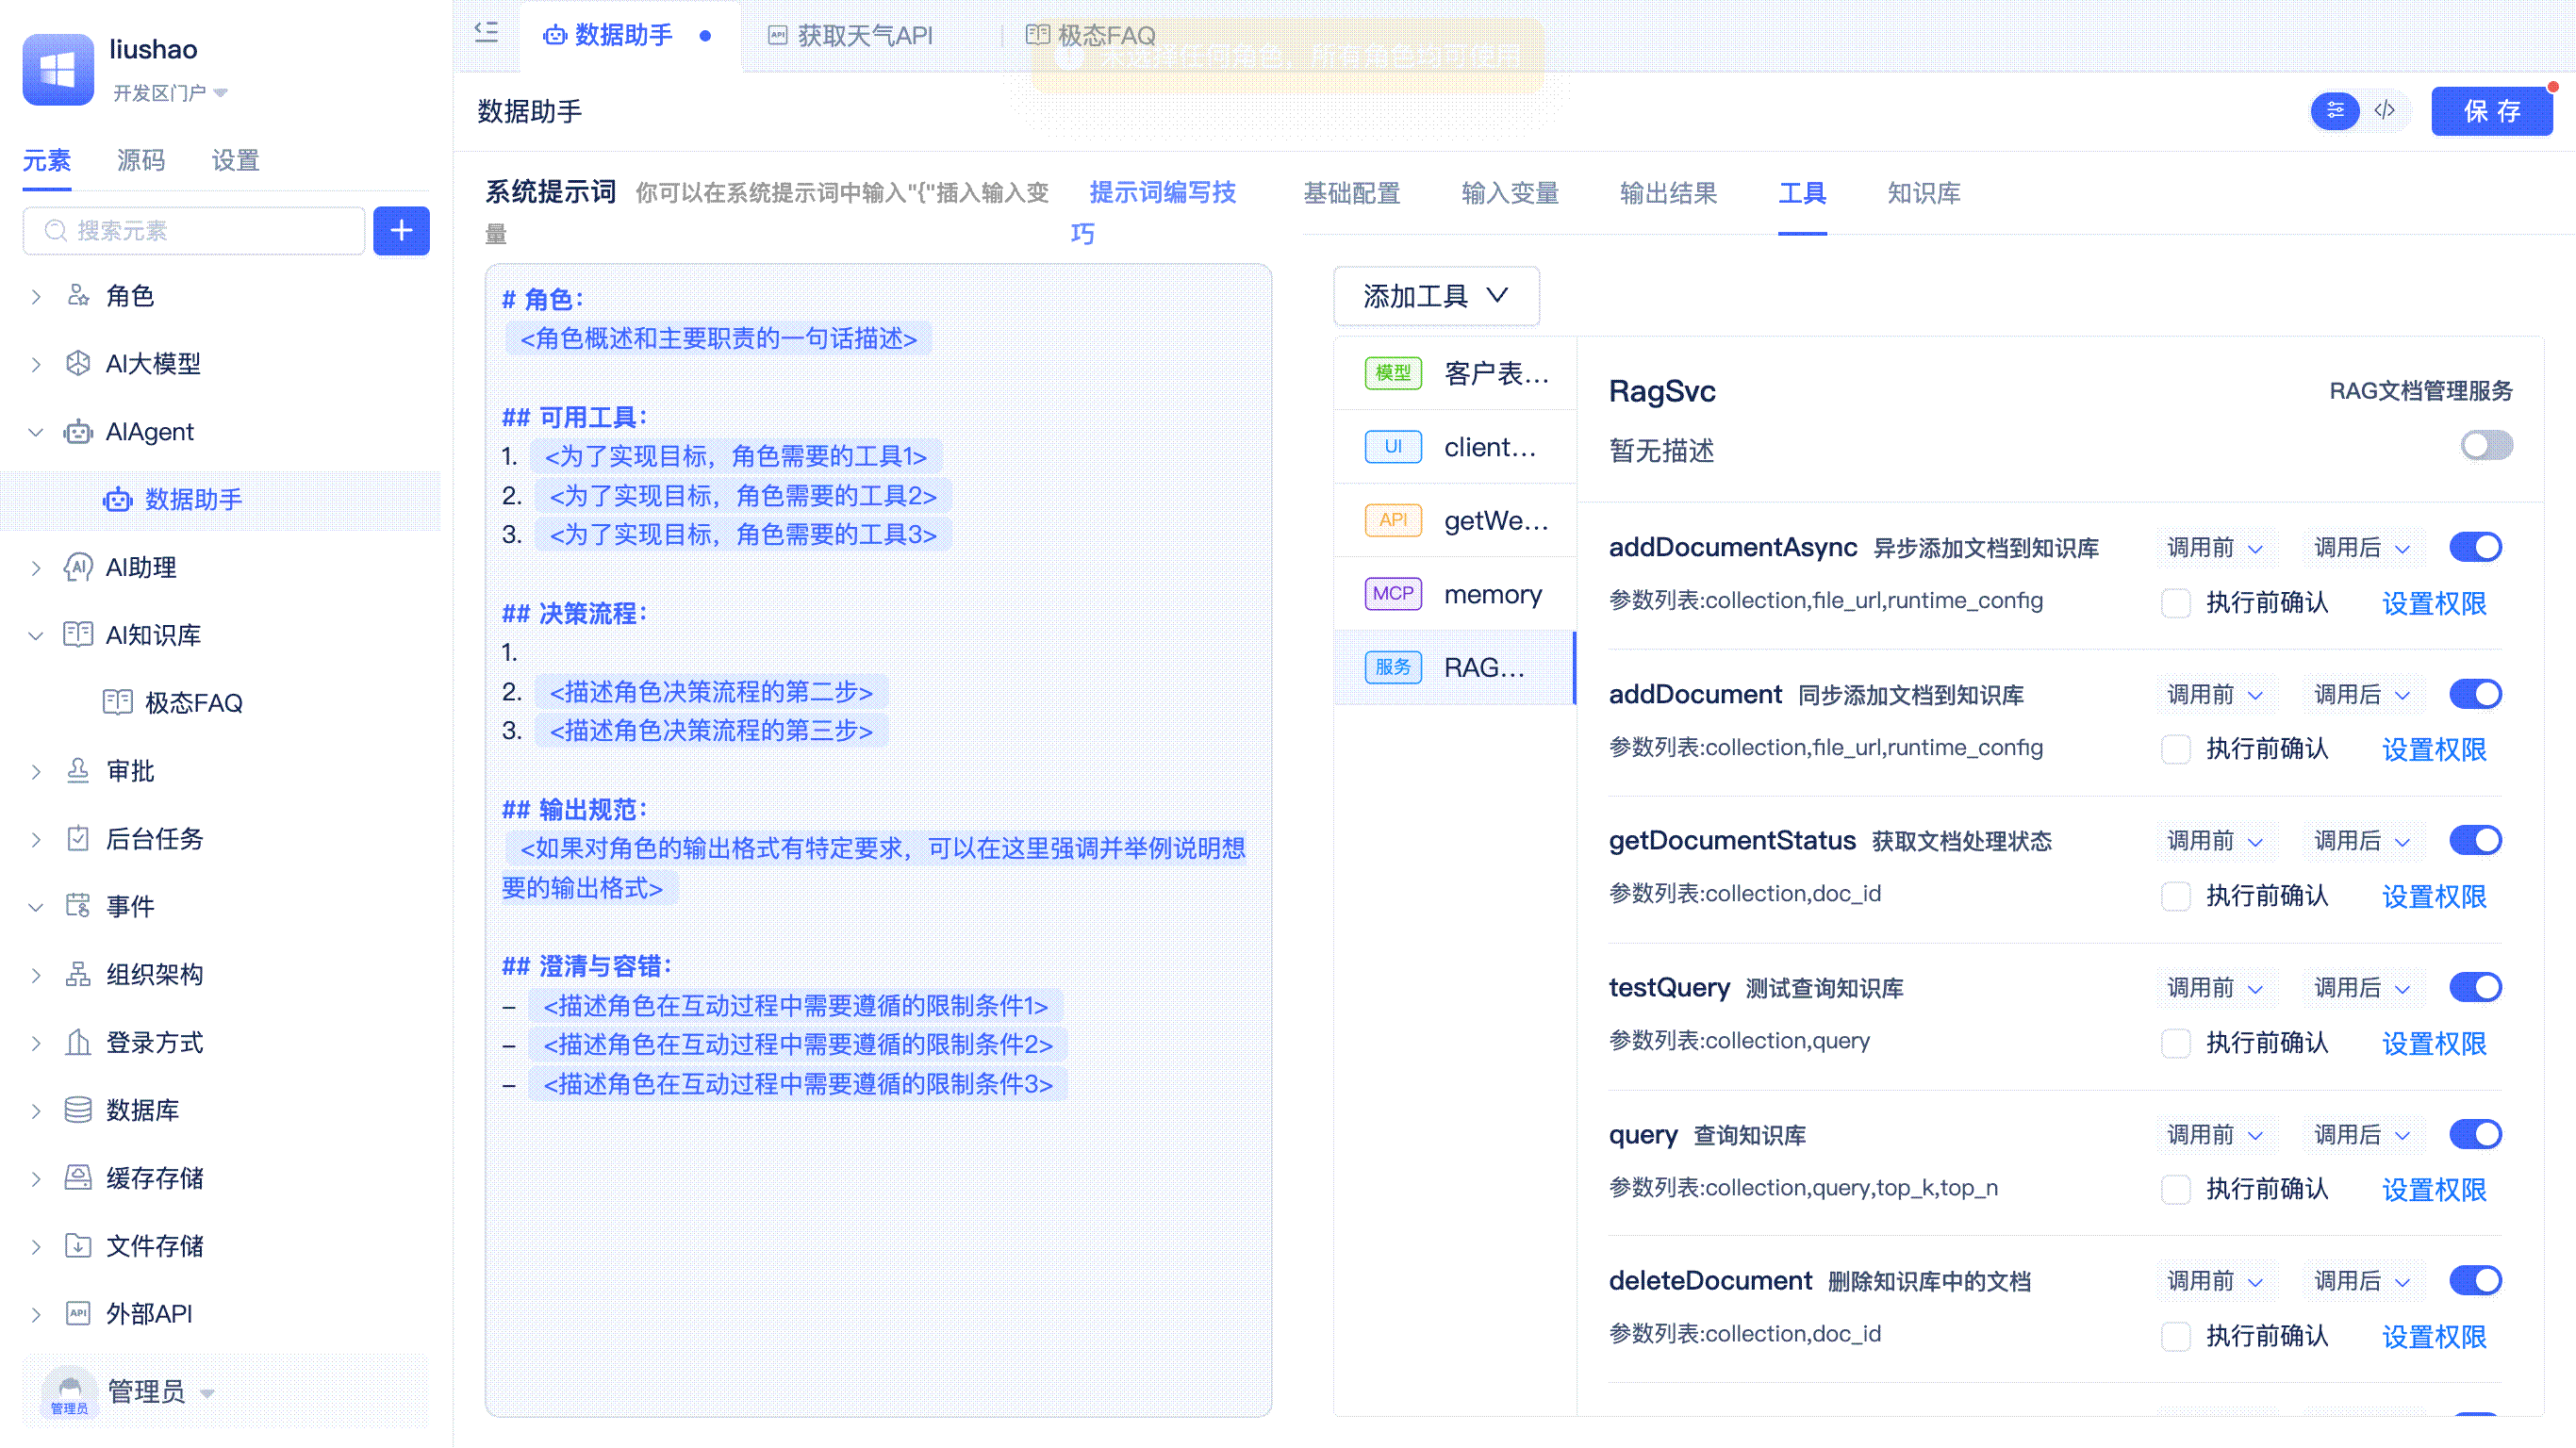 liushao
开发区门户
元素
源码
设置
搜索元素
角色
AI大模型
AIAgent
数据助手
AI助理
AI知识库
极态FAQ
审批
后台任务
事件
组织架构
登录方式
数据库
缓存存储
文件存储
外部API
管理员
管理员
数据助手
获取天气API
极态FAQ
未选择任何角色，所有角色均可使用
数据助手
保存
系统提示词 你可以在系统提示词中输入"{"插入输入变
量
提示词编写技
巧
# 角色：
<角色概述和主要职责的一句话描述>
## 可用工具：
1. <为了实现目标，角色需要的工具1>
2. <为了实现目标，角色需要的工具2>
3. <为了实现目标，角色需要的工具3>
## 决策流程：
1.
2. <描述角色决策流程的第二步>
3. <描述角色决策流程的第三步>
## 输出规范：
<如果对角色的输出格式有特定要求，可以在这里强调并举例说明想
要的输出格式>
## 澄清与容错：
– <描述角色在互动过程中需要遵循的限制条件1>
– <描述角色在互动过程中需要遵循的限制条件2>
– <描述角色在互动过程中需要遵循的限制条件3>
基础配置
输入变量
输出结果
工具
知识库
添加工具
模型 客户表...
UI client...
API getWe...
MCP memory
服务 RAG...
RagSvc
RAG文档管理服务
暂无描述
addDocumentAsync 异步添加文档到知识库 调用前 调用后
参数列表:collection,file_url,runtime_config 执行前确认 设置权限
addDocument 同步添加文档到知识库 调用前 调用后
参数列表:collection,file_url,runtime_config 执行前确认 设置权限
getDocumentStatus 获取文档处理状态 调用前 调用后
参数列表:collection,doc_id 执行前确认 设置权限
testQuery 测试查询知识库 调用前 调用后
参数列表:collection,query 执行前确认 设置权限
query 查询知识库 调用前 调用后
参数列表:collection,query,top_k,top_n 执行前确认 设置权限
deleteDocument 删除知识库中的文档 调用前 调用后
参数列表:collection,doc_id 执行前确认 设置权限